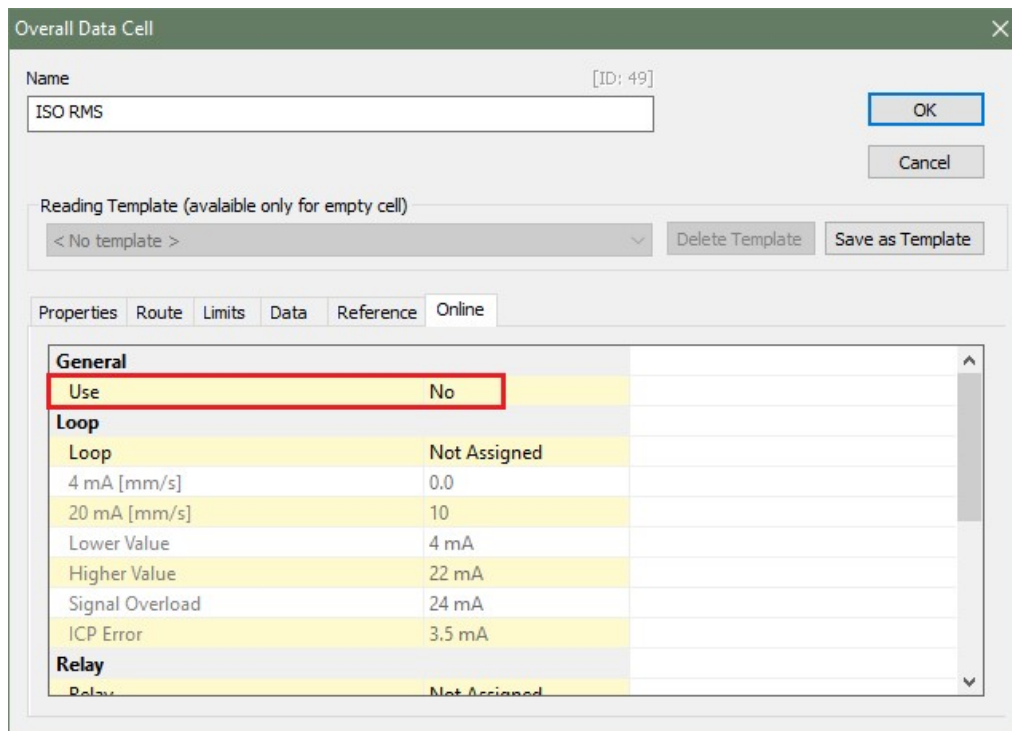 Overall Data Cell
Name [ID: 49]
ISO RMS
OK
Cancel
Reading Template (avalaible only for empty cell)
< No template > Delete Template Save as Template
Properties Route Limits Data Reference Online
General
Use No
Loop
Loop Not Assigned
4 mA [mm/s] 0.0
20 mA [mm/s] 10
Lower Value 4 mA
Higher Value 22 mA
Signal Overload 24 mA
ICP Error 3.5 mA
Relay
Relay Not Assigned